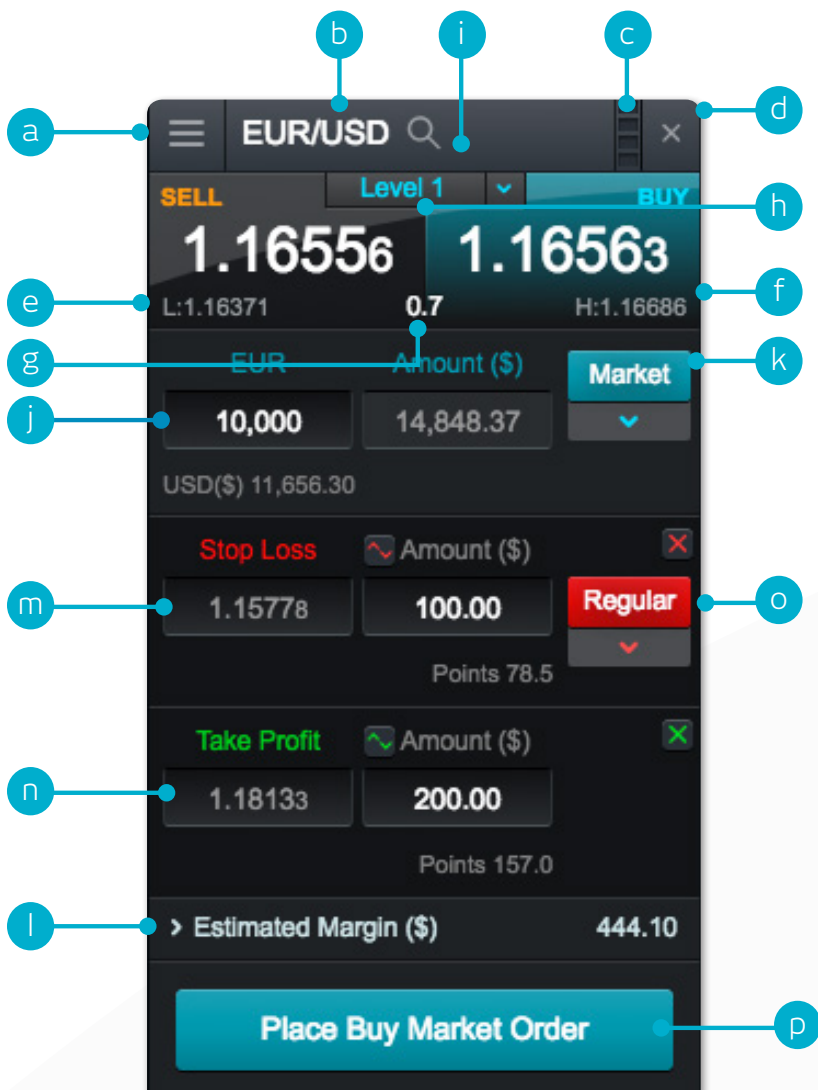 b i c
a EUR/USD d
SELL Level 1 BUY h
1.16556 1.16563
e L:1.16371 0.7 H:1.16686 f
g EUR Amount ($) Market k
j 10,000 14,848.37
USD($) 11,656.30
Stop Loss Amount ($)
m 1.15778 100.00 Regular o
Points 78.5
Take Profit Amount ($)
n 1.18133 200.00
Points 157.0
l > Estimated Margin ($) 444.10
Place Buy Market Order p